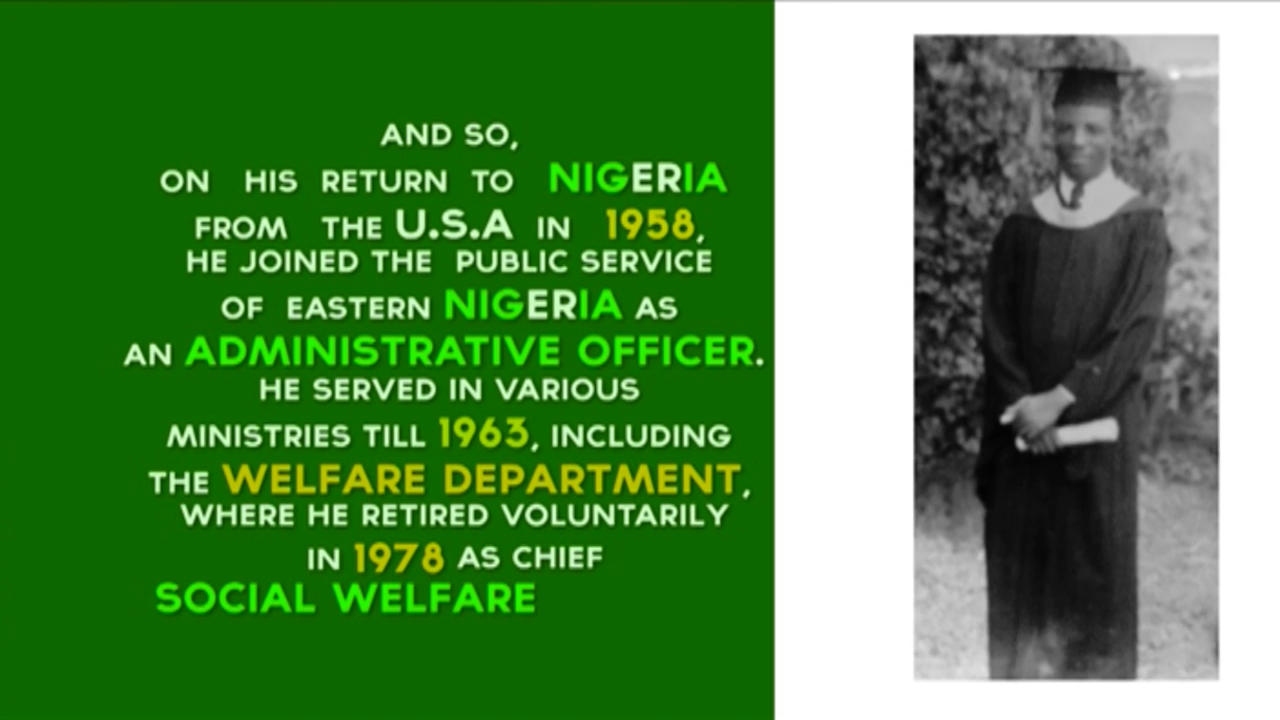 AND SO,
ON HIS RETURN TO NIGERIA
FROM THE U.S.A IN 1958,
HE JOINED THE PUBLIC SERVICE
OF EASTERN NIGERIA AS
AN ADMINISTRATIVE OFFICER.
HE SERVED IN VARIOUS
MINISTRIES TILL 1963, INCLUDING
THE WELFARE DEPARTMENT,
WHERE HE RETIRED VOLUNTARILY
IN 1978 AS CHIEF
SOCIAL WELFARE